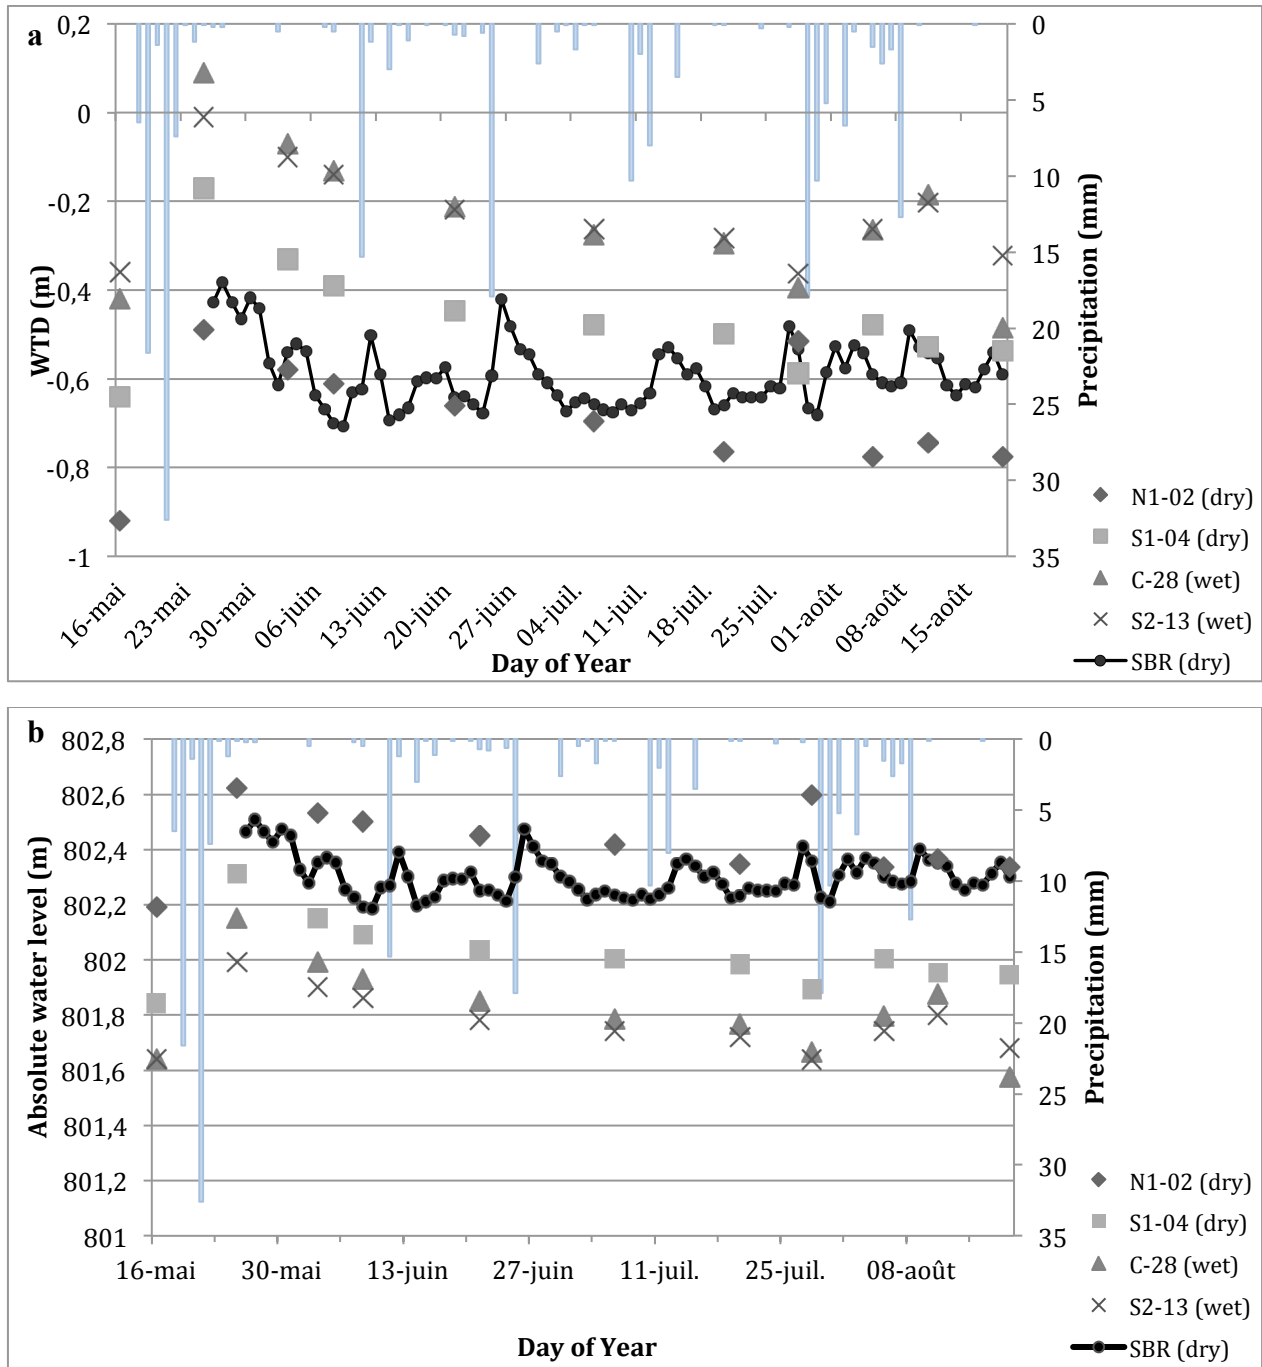 a
0,2
0
-0,2
-0,4
-0,6
-0,8
-1
WTD (m)
0
5
10
15
20
25
30
35
Precipitation (mm)
16-mai
23-mai
30-mai
06-juin
13-juin
20-juin
27-juin
04-juil.
11-juil.
18-juil.
25-juil.
01-août
08-août
15-août
Day of Year
N1-02 (dry)
S1-04 (dry)
C-28 (wet)
S2-13 (wet)
SBR (dry)
b
802,8
802,6
802,4
802,2
802
801,8
801,6
801,4
801,2
801
Absolute water level (m)
0
5
10
15
20
25
30
35
Precipitation (mm)
16-mai
30-mai
13-juin
27-juin
11-juil.
25-juil.
08-août
Day of Year
N1-02 (dry)
S1-04 (dry)
C-28 (wet)
S2-13 (wet)
SBR (dry)